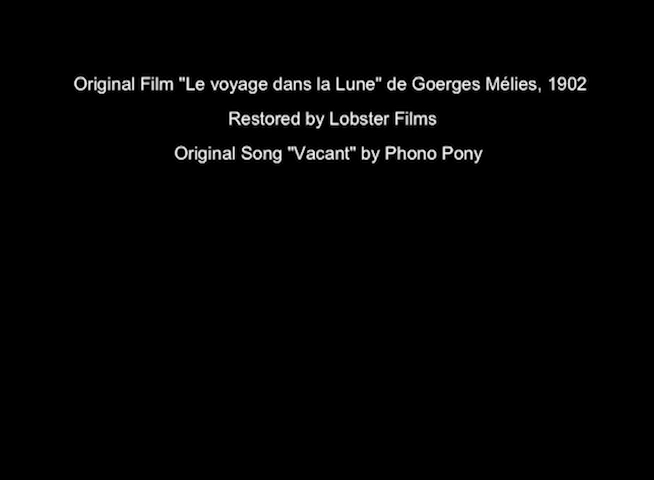 Original Film "Le voyage dans la Lune" de Goerges Mélies, 1902
Restored by Lobster Films
Original Song "Vacant" by Phono Pony